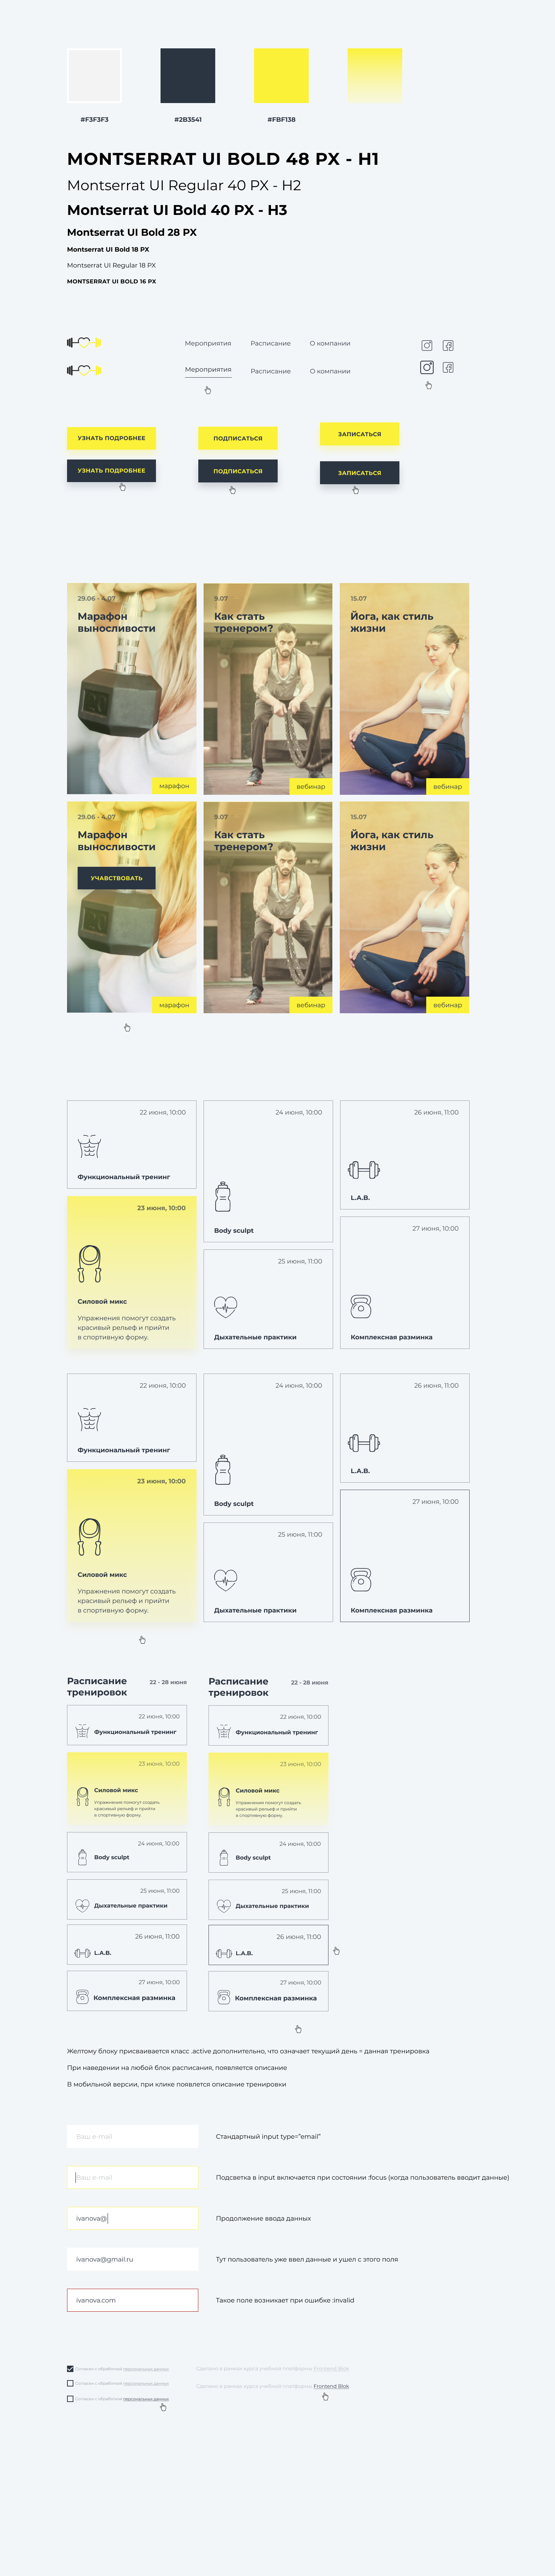 #F3F3F3
#2B3541
#FBF138
MONTSERRAT UI BOLD 48 PX - H1
Montserrat UI Regular 40 PX - H2
Montserrat UI Bold 40 PX - H3
Montserrat UI Bold 28 PX
Montserrat UI Bold 18 PX
Montserrat UI Regular 18 PX
MONTSERRAT UI BOLD 16 PX
Мероприятия
Расписание
О компании
Мероприятия
Расписание
О компании
УЗНАТЬ ПОДРОБНЕЕ
ПОДПИСАТЬСЯ
ЗАПИСАТЬСЯ
УЗНАТЬ ПОДРОБНЕЕ
ПОДПИСАТЬСЯ
ЗАПИСАТЬСЯ
29.06 - 4.07
Марафон
выносливости
марафон
9.07
Как стать
тренером?
вебинар
15.07
Йога, как стиль
жизни
вебинар
29.06 - 4.07
Марафон
выносливости
УЧАВСТВОВАТЬ
марафон
9.07
Как стать
тренером?
вебинар
15.07
Йога, как стиль
жизни
вебинар
22 июня, 10:00
Функциональный тренинг
24 июня, 10:00
Body sculpt
26 июня, 11:00
L.A.B.
23 июня, 10:00
Силовой микс
Упражнения помогут создать
красивый рельеф и прийти
в спортивную форму.
25 июня, 11:00
Дыхательные практики
27 июня, 10:00
Комплексная разминка
22 июня, 10:00
Функциональный тренинг
24 июня, 10:00
Body sculpt
26 июня, 11:00
L.A.B.
23 июня, 10:00
Силовой микс
Упражнения помогут создать
красивый рельеф и прийти
в спортивную форму.
25 июня, 11:00
Дыхательные практики
27 июня, 10:00
Комплексная разминка
Расписание
тренировок
22 - 28 июня
22 июня, 10:00
Функциональный тренинг
23 июня, 10:00
Силовой микс
Упражнения помогут создать
красивый рельеф и прийти
в спортивную форму.
24 июня, 10:00
Body sculpt
25 июня, 11:00
Дыхательные практики
26 июня, 11:00
L.A.B.
27 июня, 10:00
Комплексная разминка
Расписание
тренировок
22 - 28 июня
22 июня, 10:00
Функциональный тренинг
23 июня, 10:00
Силовой микс
Упражнения помогут создать
красивый рельеф и прийти
в спортивную форму.
24 июня, 10:00
Body sculpt
25 июня, 11:00
Дыхательные практики
26 июня, 11:00
L.A.B.
27 июня, 10:00
Комплексная разминка
Желтому блоку присваивается класс .active дополнительно, что означает текущий день = данная тренировка
При наведении на любой блок расписания, появляется описание
В мобильной версии, при клике появлется описание тренировки
Ваш e-mail
Стандартный input type="email"
Ваш e-mail
Подсветка в input включается при состоянии :focus (когда пользователь вводит данные)
ivanova@
Продолжение ввода данных
ivanova@gmail.ru
Тут пользователь уже ввел данные и ушел с этого поля
ivanova.com
Такое поле возникает при ошибке :invalid
Согласен с обработкой персональных данных
Сделано в рамках курса учебной платформы Frontend Blok
Согласен с обработкой персональных данных
Сделано в рамках курса учебной платформы Frontend Blok
Согласен с обработкой персональных данных